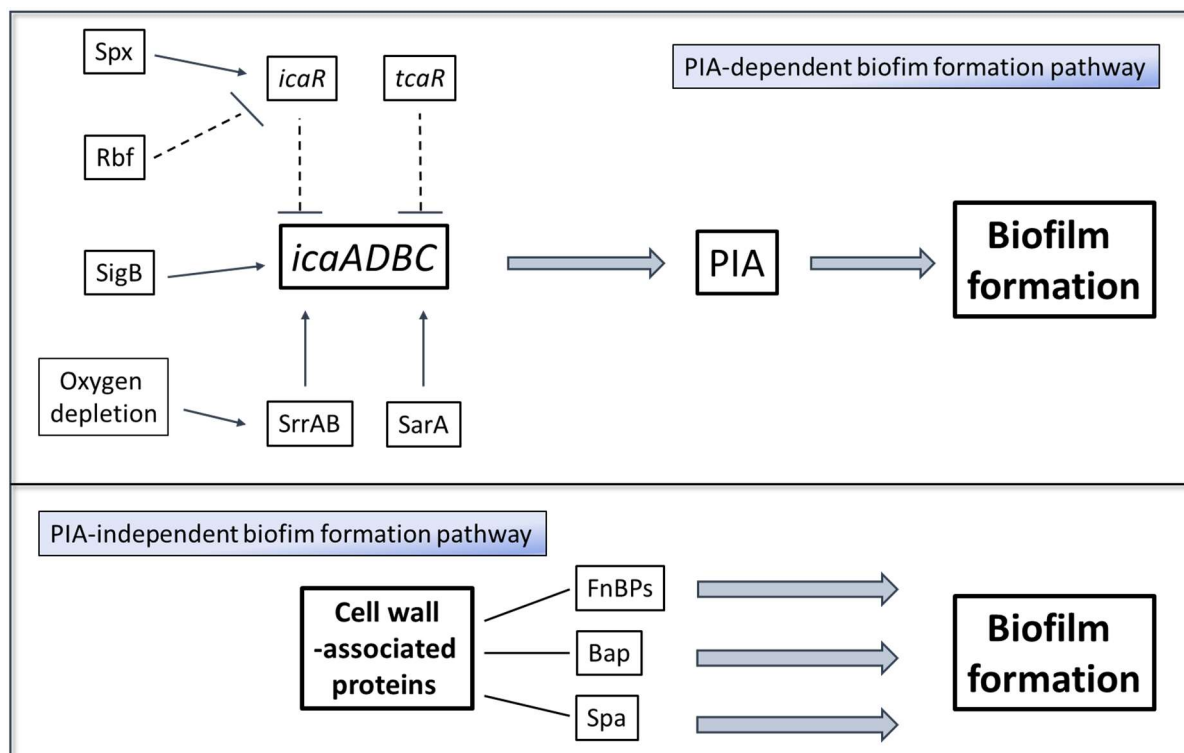 Spx
icaR
tcaR
PIA-dependent biofim formation pathway
Rbf
SigB
icaADBC
PIA
Biofilm
formation
Oxygen
depletion
SrrAB
SarA
PIA-independent biofim formation pathway
Cell wall
-associated
proteins
FnBPs
Bap
Spa
Biofilm
formation